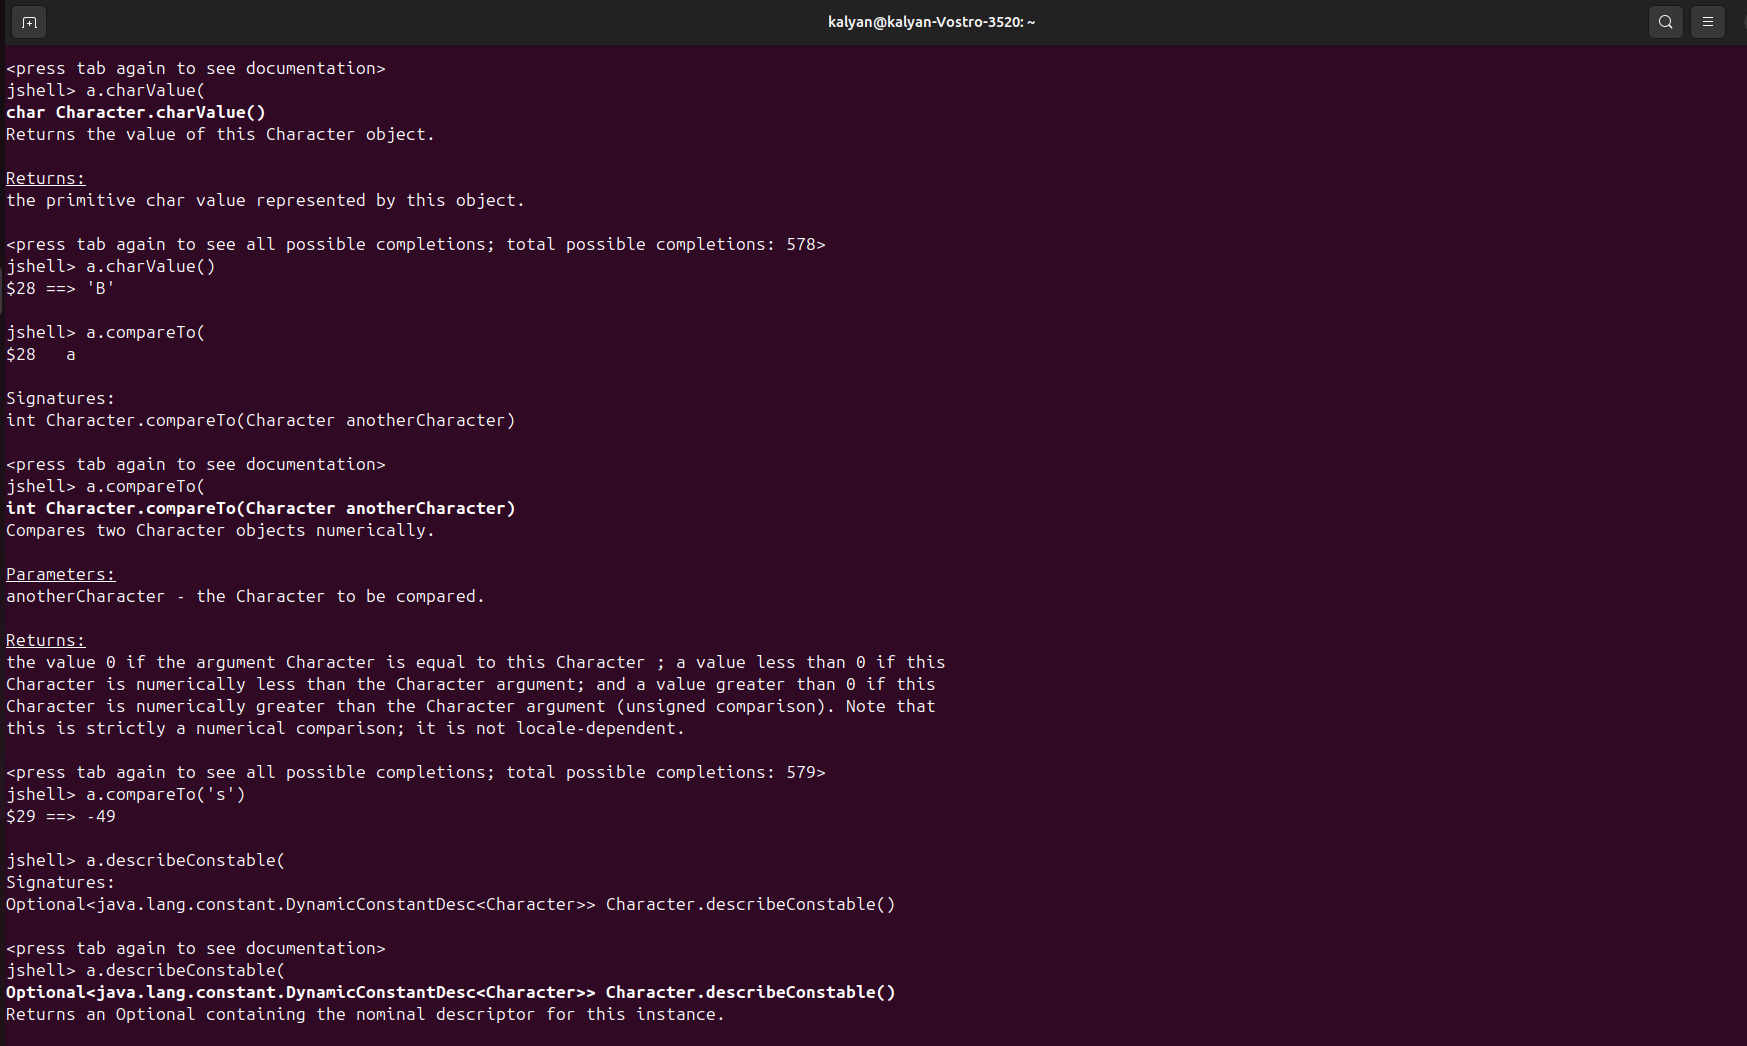 kalyan@kalyan-Vostro-3520: ~
<press tab again to see documentation>
jshell> a.charValue(
char Character.charValue()
Returns the value of this Character object.
Returns:
the primitive char value represented by this object.
<press tab again to see all possible completions; total possible completions: 578>
jshell> a.charValue()
$28 ==> 'B'
jshell> a.compareTo(
$28   a
Signatures:
int Character.compareTo(Character anotherCharacter)
<press tab again to see documentation>
jshell> a.compareTo(
int Character.compareTo(Character anotherCharacter)
Compares two Character objects numerically.
Parameters:
anotherCharacter - the Character to be compared.
Returns:
the value 0 if the argument Character is equal to this Character ; a value less than 0 if this
Character is numerically less than the Character argument; and a value greater than 0 if this
Character is numerically greater than the Character argument (unsigned comparison). Note that
this is strictly a numerical comparison; it is not locale-dependent.
<press tab again to see all possible completions; total possible completions: 579>
jshell> a.compareTo('s')
$29 ==> -49
jshell> a.describeConstable(
Signatures:
Optional<java.lang.constant.DynamicConstantDesc<Character>> Character.describeConstable()
<press tab again to see documentation>
jshell> a.describeConstable(
Optional<java.lang.constant.DynamicConstantDesc<Character>> Character.describeConstable()
Returns an Optional containing the nominal descriptor for this instance.